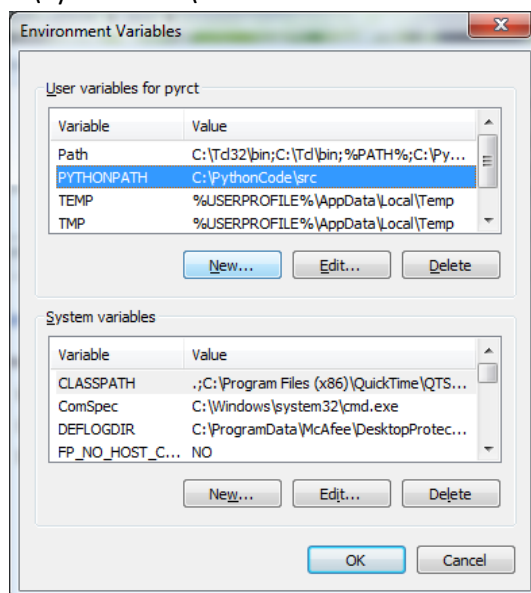 Environment Variables
User variables for pyrct
Variable Value
Path C:\Tcl32\bin;C:\Tcl\bin;%PATH%;C:\Py...
PYTHONPATH C:\PythonCode\src
TEMP %USERPROFILE%\AppData\Local\Temp
TMP %USERPROFILE%\AppData\Local\Temp
New... Edit... Delete
System variables
Variable Value
CLASSPATH .;C:\Program Files (x86)\QuickTime\QTS...
ComSpec C:\Windows\system32\cmd.exe
DEFLOGDIR C:\ProgramData\McAfee\DesktopProtec...
FP_NO_HOST_C... NO
New... Edit... Delete
OK Cancel